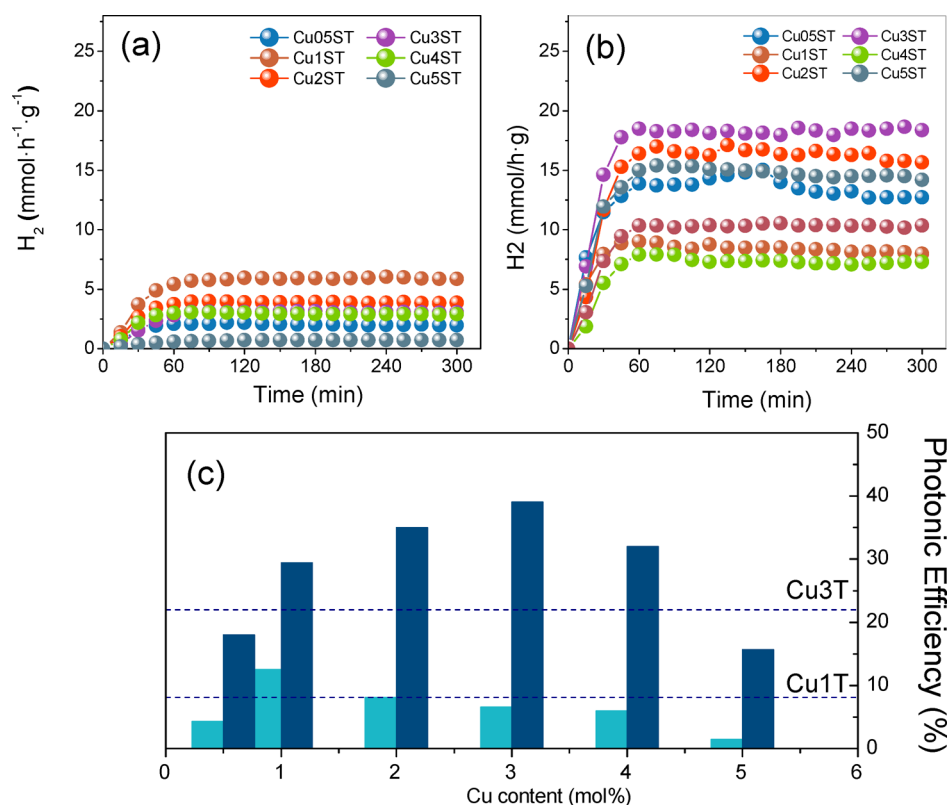 (a)
Cu05ST Cu3ST
Cu1ST Cu4ST
Cu2ST Cu5ST
H₂ (mmol·h⁻¹·g⁻¹)
25
20
15
10
5
0
0 60 120 180 240 300
Time (min)
(b)
Cu05ST Cu3ST
Cu1ST Cu4ST
Cu2ST Cu5ST
H2 (mmol/h·g)
25
20
15
10
5
0
0 60 120 180 240 300
Time (min)
(c)
Cu3T
Cu1T
50
40
30
20
10
0
Photonic Efficiency (%)
0 1 2 3 4 5 6
Cu content (mol%)